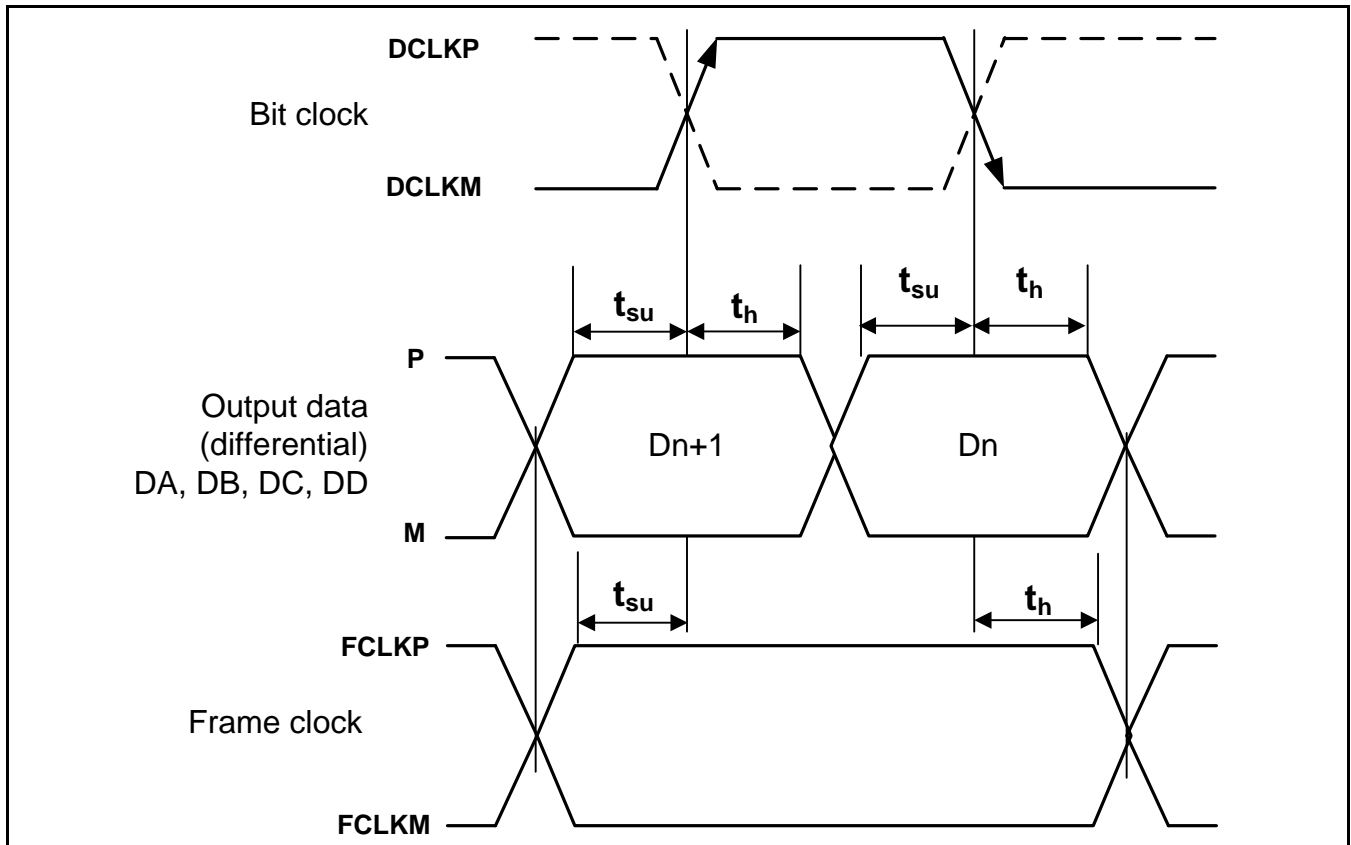 DCLKP
Bit clock
DCLKM
tsu
th
tsu
th
P
Output data
(differential)
DA, DB, DC, DD
Dn+1
Dn
M
tsu
th
FCLKP
Frame clock
FCLKM